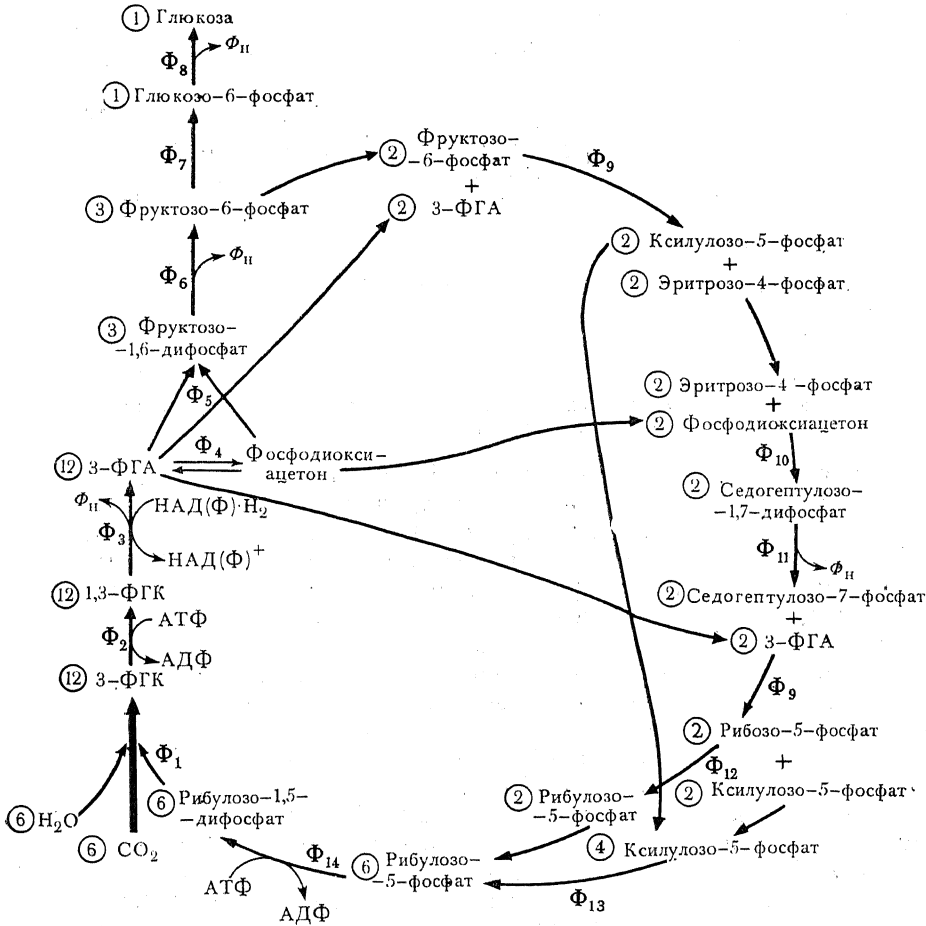 ① Глюкоза
Фн
Ф8
① Глюкозо-6-фосфат
Ф7
② Фруктозо-
-6-фосфат
+
② 3-ФГА
Ф9
③ Фруктозо-6-фосфат
② Ксилулозо-5-фосфат
+
② Эритрозо-4-фосфат
Фн
Ф6
③ Фруктозо-
-1,6-дифосфат
Ф5
② Эритрозо-4-фосфат
+
② Фосфодиоксиацетон
Ф10
⑫ 3-ФГА
Ф4
Фосфодиокси-
ацетон
② Седогептулозо-
-1,7-дифосфат
Фн
НАД(Ф)·Н2
Ф3
НАД(Ф)+
Ф11
Фн
⑫ 1,3-ФГК
② Седогептулозо-7-фосфат
+
② 3-ФГА
АТФ
Ф2
АДФ
⑫ 3-ФГК
Ф9
② Рибозо-5-фосфат
+
② Ксилулозо-5-фосфат
Ф12
Ф1
⑥ Рибулозо-1,5-
-дифосфат
② Рибулозо-
-5-фосфат
⑥ H2O
⑥ CO2
④ Ксилулозо-5-фосфат
Ф14
⑥ Рибулозо-
-5-фосфат
АТФ
АДФ
Ф13